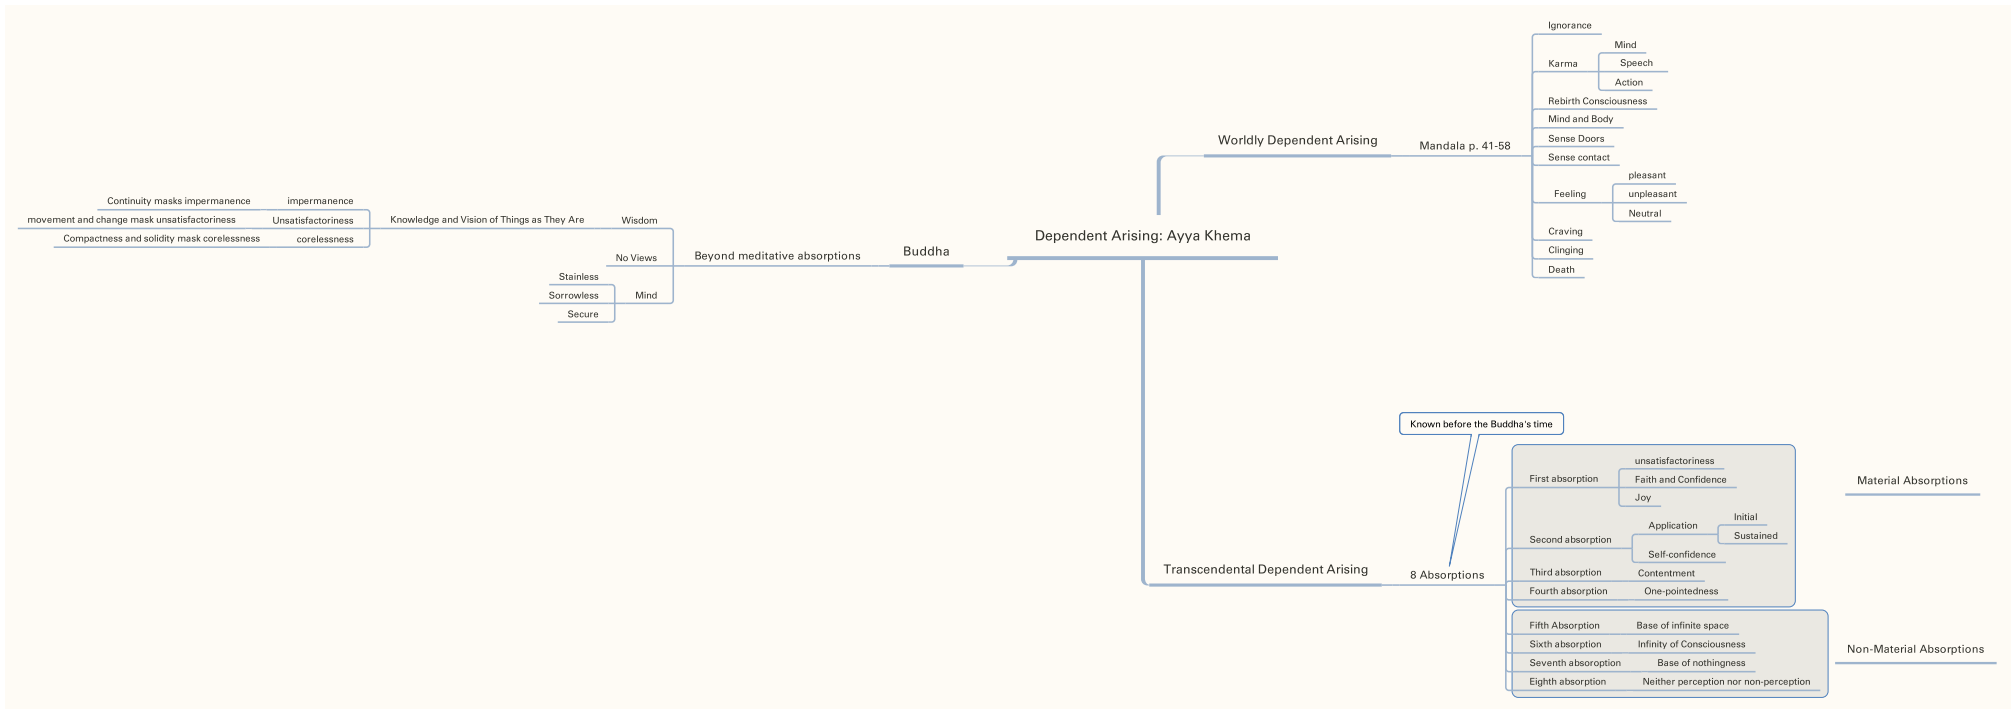 Dependent Arising: Ayya Khema
Worldly Dependent Arising
Mandala p. 41-58
Ignorance
Karma
Mind
Speech
Action
Rebirth Consciousness
Mind and Body
Sense Doors
Sense contact
Feeling
pleasant
unpleasant
Neutral
Craving
Clinging
Death
Transcendental Dependent Arising
8 Absorptions
Known before the Buddha's time
First absorption
unsatisfactoriness
Faith and Confidence
Joy
Second absorption
Application
Initial
Sustained
Self-confidence
Third absorption
Contentment
Fourth absorption
One-pointedness
Material Absorptions
Fifth Absorption
Base of infinite space
Sixth absorption
Infinity of Consciousness
Seventh absoroption
Base of nothingness
Eighth absorption
Neither perception nor non-perception
Non-Material Absorptions
Buddha
Beyond meditative absorptions
Wisdom
Knowledge and Vision of Things as They Are
impermanence
Continuity masks impermanence
Unsatisfactoriness
movement and change mask unsatisfactoriness
corelessness
Compactness and solidity mask corelessness
No Views
Mind
Stainless
Sorrowless
Secure